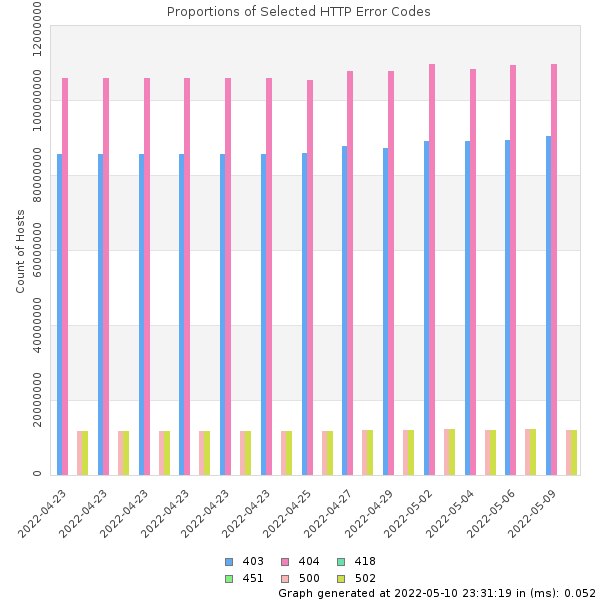 Proportions of Selected HTTP Error Codes
Count of Hosts
120000000
100000000
80000000
60000000
40000000
20000000
0
2022-04-23 2022-04-23 2022-04-23 2022-04-23 2022-04-23 2022-04-23 2022-04-25 2022-04-27 2022-04-29 2022-05-02 2022-05-04 2022-05-06 2022-05-09
403 404 418
451 500 502
Graph generated at 2022-05-10 23:31:19 in (ms): 0.052